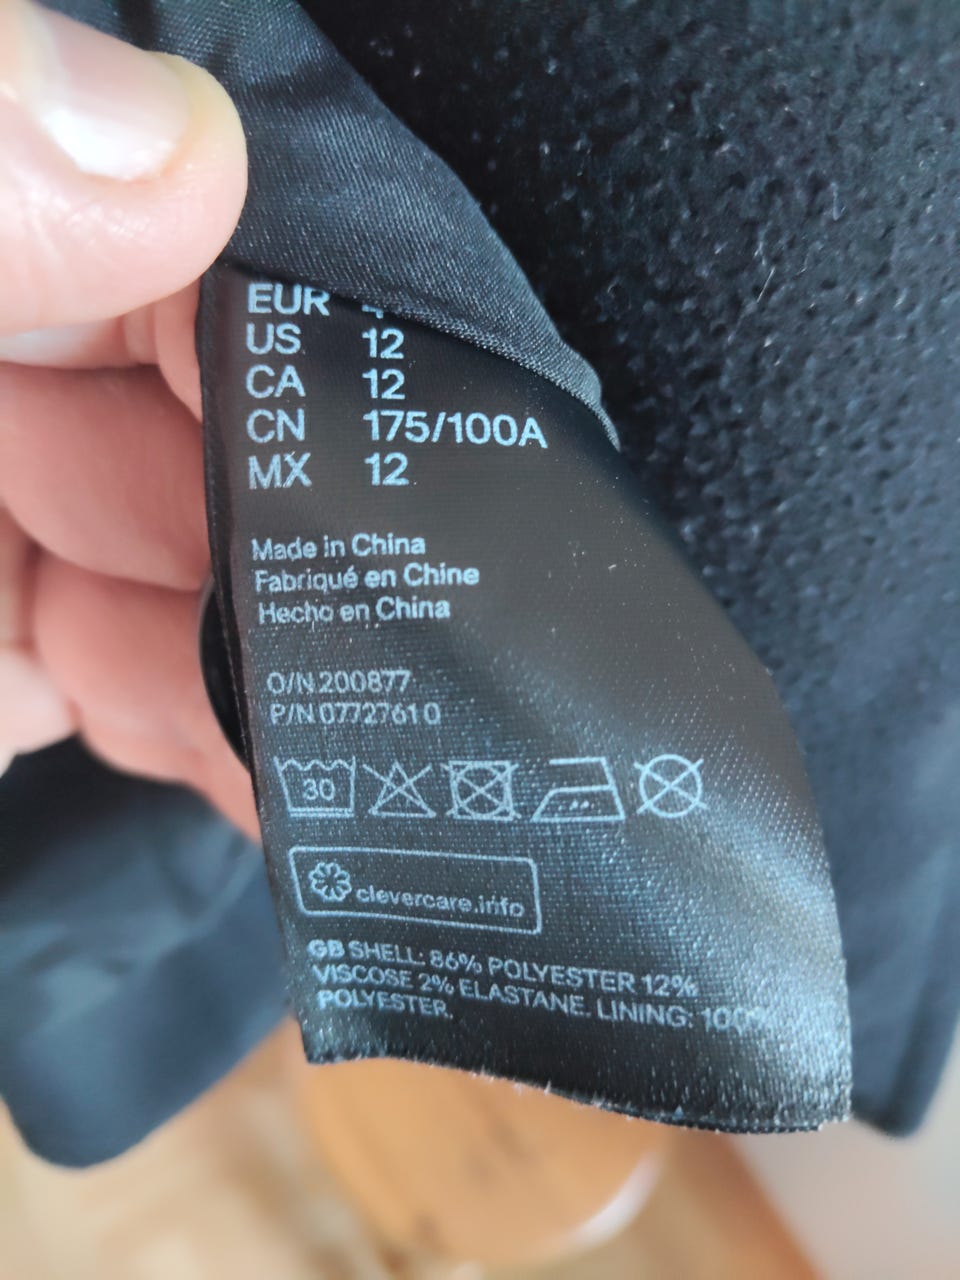 EUR
US 12
CA 12
CN 175/100A
MX 12
Made in China
Fabriqué en Chine
Hecho en China
O/N 200877
P/N 07727610
30
clevercare.info
GB SHELL: 86% POLYESTER 12%
VISCOSE 2% ELASTANE. LINING: 100%
POLYESTER.